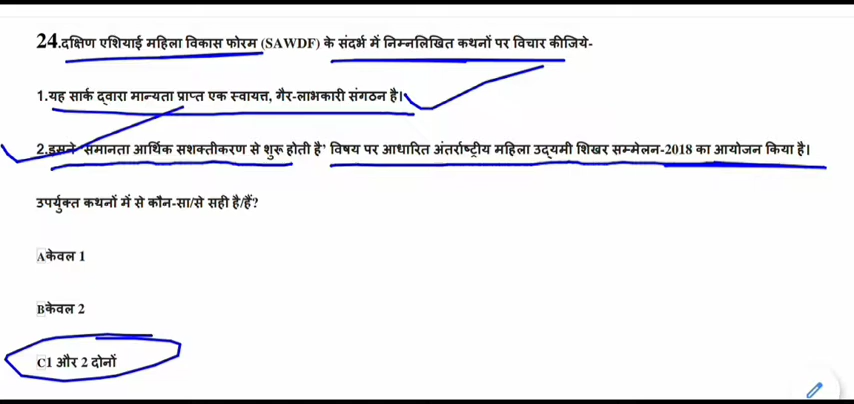 24.दक्षिण एशियाई महिला विकास फोरम (SAWDF) के संदर्भ में निम्नलिखित कथनों पर विचार कीजिये-
1.यह सार्क द्वारा मान्यता प्राप्त एक स्वायत्त, गैर-लाभकारी संगठन है।
2.इसने 'समानता आर्थिक सशक्तीकरण से शुरू होती है' विषय पर आधारित अंतर्राष्ट्रीय महिला उद्यमी शिखर सम्मेलन-2018 का आयोजन किया है।
उपर्युक्त कथनों में से कौन-सा/से सही है/हैं?
Aकेवल 1
Bकेवल 2
C1 और 2 दोनों